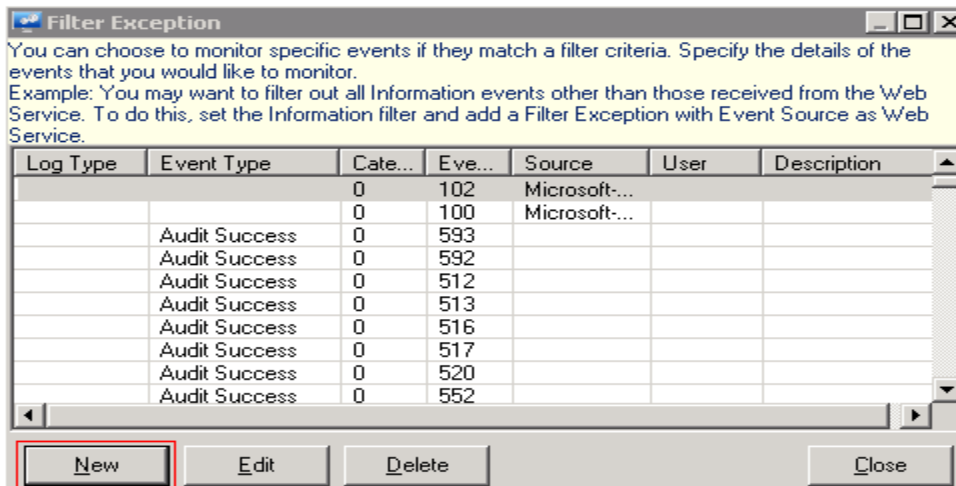 Filter Exception
You can choose to monitor specific events if they match a filter criteria. Specify the details of the
events that you would like to monitor.
Example: You may want to filter out all Information events other than those received from the Web
Service. To do this, set the Information filter and add a Filter Exception with Event Source as Web
Service.
Log Type Event Type Cate... Eve... Source User Description
0 102 Microsoft-...
0 100 Microsoft-...
Audit Success 0 593
Audit Success 0 592
Audit Success 0 512
Audit Success 0 513
Audit Success 0 516
Audit Success 0 517
Audit Success 0 520
Audit Success 0 552
New Edit Delete Close